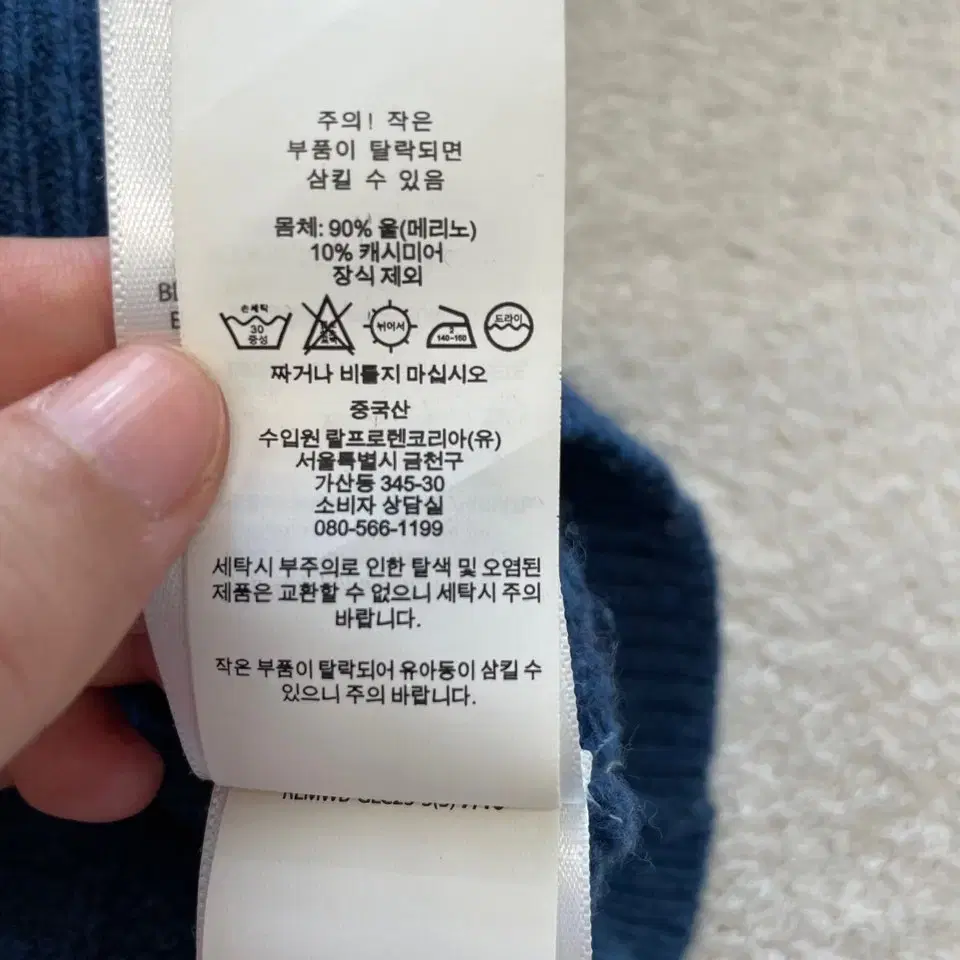 주의! 작은
부품이 탈락되면
삼킬 수 있음
몸체: 90% 울(메리노)
10% 캐시미어
장식 제외
손세탁
30
중성
뉘어서
2
140-160
드라이
짜거나 비틀지 마십시오
중국산
수입원 랄프로렌코리아(유)
서울특별시 금천구
가산동 345-30
소비자 상담실
080-566-1199
세탁시 부주의로 인한 탈색 및 오염된
제품은 교환할 수 없으니 세탁시 주의
바랍니다.
작은 부품이 탈락되어 유아동이 삼킬 수
있으니 주의 바랍니다.